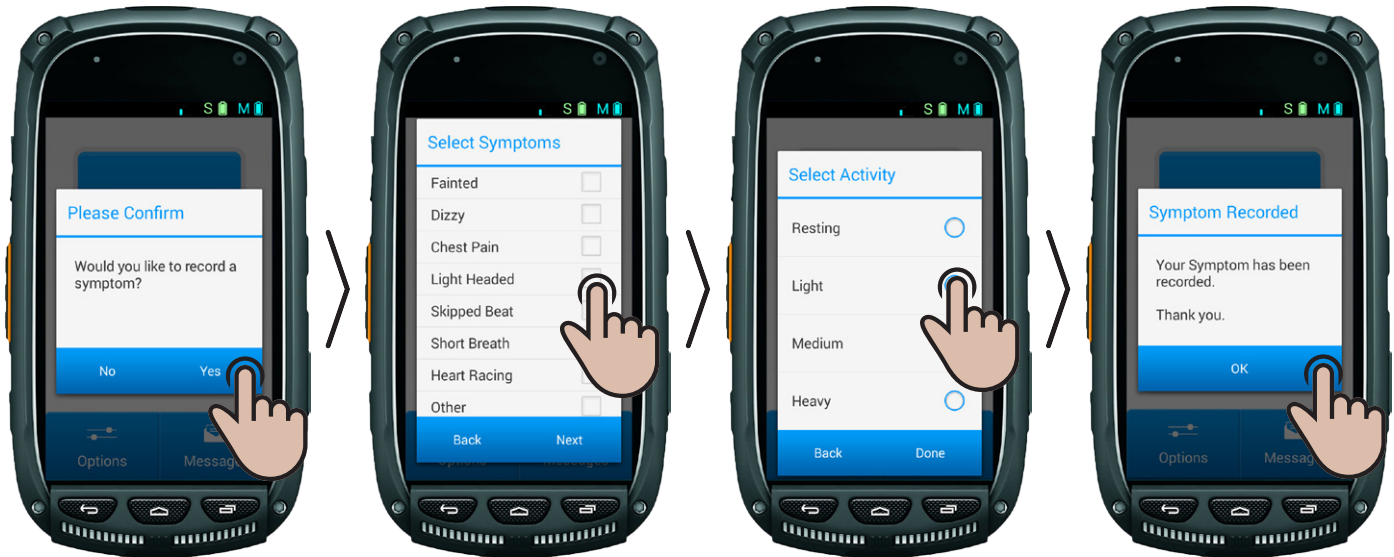 S M
Please Confirm
Would you like to record a
symptom?
No Yes
Options Message
S M
Select Symptoms
Fainted
Dizzy
Chest Pain
Light Headed
Skipped Beat
Short Breath
Heart Racing
Other
Back Next
S M
Select Activity
Resting
Light
Medium
Heavy
Back Done
S M
Symptom Recorded
Your Symptom has been
recorded.
Thank you.
OK
Options Messag